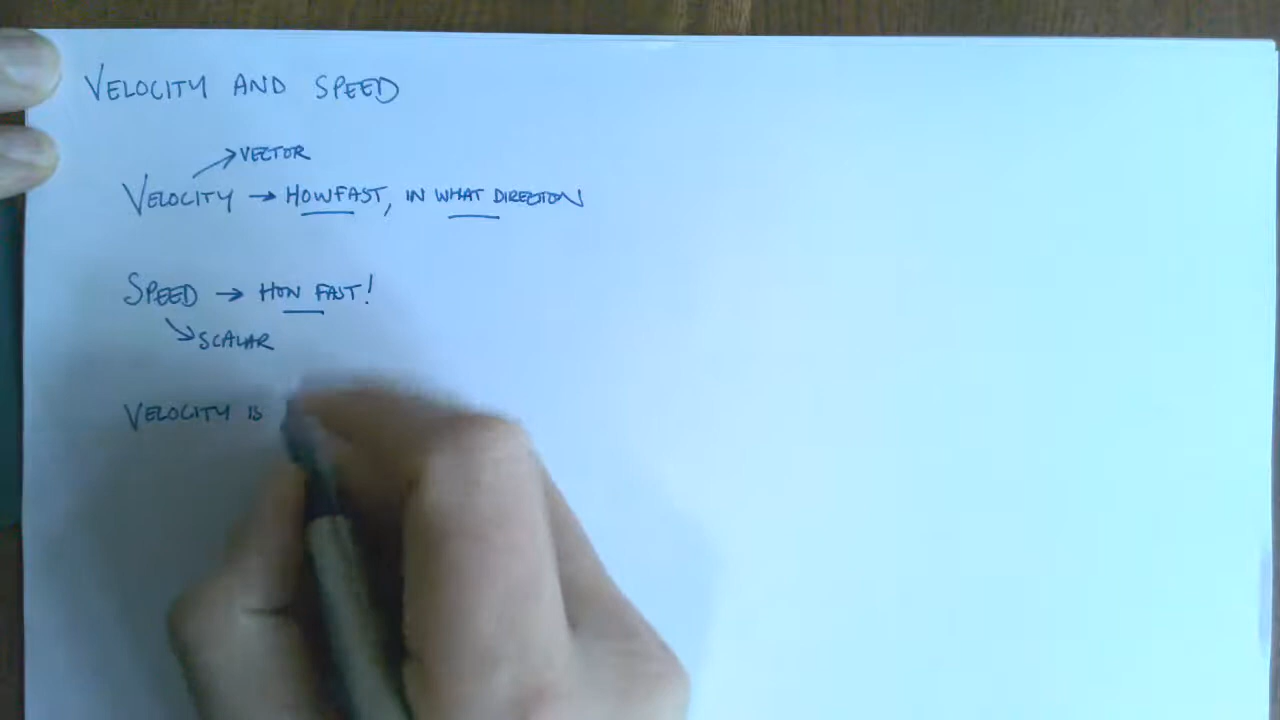 VELOCITY AND SPEED
→ VECTOR
VELOCITY → HOW FAST, IN WHAT DIRECTION
SPEED → HOW FAST!
→ SCALAR
VELOCITY IS